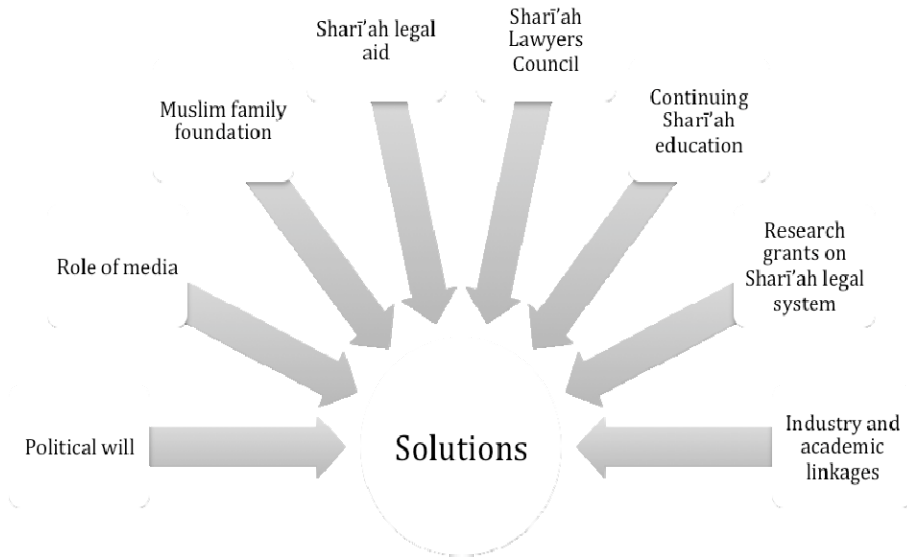 Sharī’ah legal
aid
Sharī’ah
Lawyers
Council
Muslim family
foundation
Continuing
Sharī’ah
education
Role of media
Research
grants on
Sharī’ah legal
system
Political will
Solutions
Industry and
academic
linkages